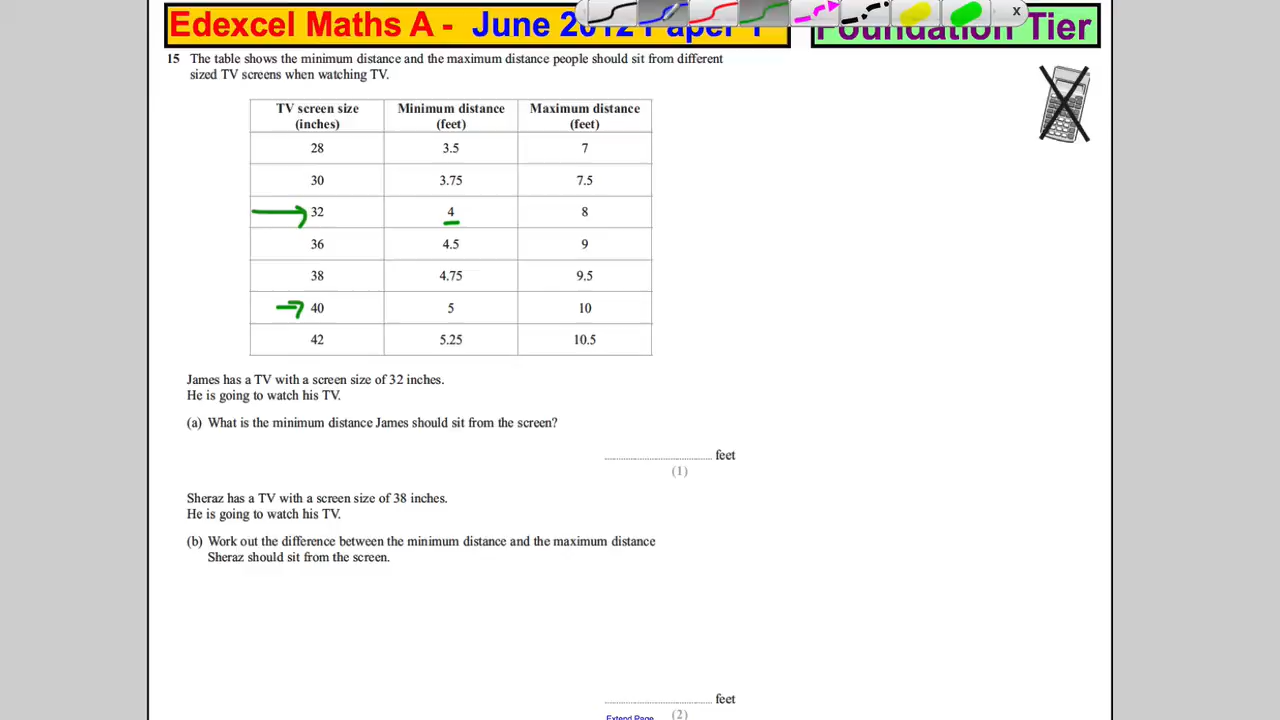 Edexcel Maths A - June 2012 Paper 1
Foundation Tier
x
15 The table shows the minimum distance and the maximum distance people should sit from different
sized TV screens when watching TV.
TV screen size (inches) Minimum distance (feet) Maximum distance (feet)
28 3.5 7
30 3.75 7.5
32 4 8
36 4.5 9
38 4.75 9.5
40 5 10
42 5.25 10.5
James has a TV with a screen size of 32 inches.
He is going to watch his TV.
(a) What is the minimum distance James should sit from the screen?
feet
(1)
Sheraz has a TV with a screen size of 38 inches.
He is going to watch his TV.
(b) Work out the difference between the minimum distance and the maximum distance
Sheraz should sit from the screen.
feet
(2)
Extend Page